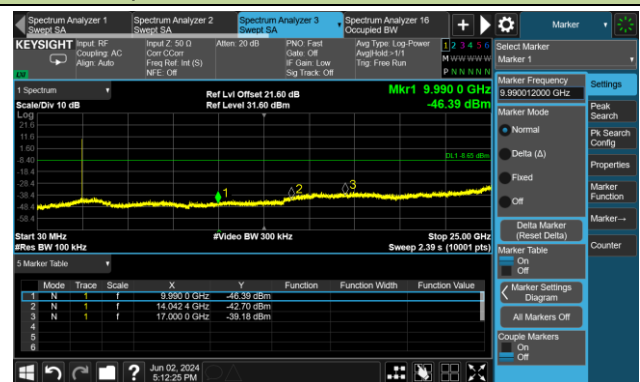 Spectrum Analyzer 1
Swept SA
Spectrum Analyzer 2
Swept SA
Spectrum Analyzer 3
Swept SA
Spectrum Analyzer 16
Occupied BW
Marker
KEYSIGHT
Input: RF
Coupling: AC
Align: Auto
Input Z: 50 Ω
Corr CCorr
Freq Ref: Int (S)
NFE: Off
Atten: 20 dB
PNO: Fast
Gate: Off
IF Gain: Low
Sig Track: Off
Avg Type: Log-Power
Avg|Hold:>1/1
Trig: Free Run
1 2 3 4 5 6
M W W W W W
P N N N N N
LXI
Select Marker
Marker 1
1 Spectrum
Scale/Div 10 dB
Log
Ref Lvl Offset 21.60 dB
Ref Level 31.60 dBm
Mkr1 9.990 0 GHz
-46.39 dBm
21.6
11.6
1.60
-8.40
-18.4
-28.4
-38.4
-48.4
-58.4
DL1 -8.65 dBm
1
2
3
Start 30 MHz
#Res BW 100 kHz
#Video BW 300 kHz
Stop 25.00 GHz
Sweep 2.39 s (10001 pts)
5 Marker Table
Mode Trace Scale X Y Function Function Width Function Value
1 N 1 f 9.990 0 GHz -46.39 dBm
2 N 1 f 14.042 4 GHz -42.70 dBm
3 N 1 f 17.000 0 GHz -39.18 dBm
4
5
6
Marker Frequency
9.990012000 GHz
Marker Mode
Normal
Delta (Δ)
Fixed
Off
Delta Marker
(Reset Delta)
Marker Table
On
Off
Marker Settings
Diagram
All Markers Off
Couple Markers
On
Off
Settings
Peak
Search
Pk Search
Config
Properties
Marker
Function
Marker→
Counter
Jun 02, 2024
5:12:25 PM